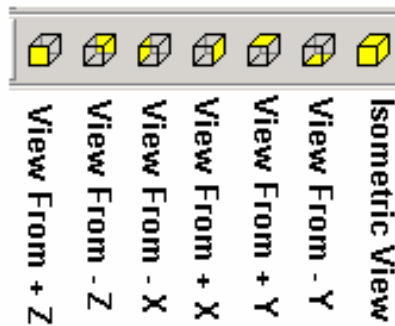 View From + Z
View From - Z
View From - X
View From + X
View From + Y
View From - Y
Isometric View